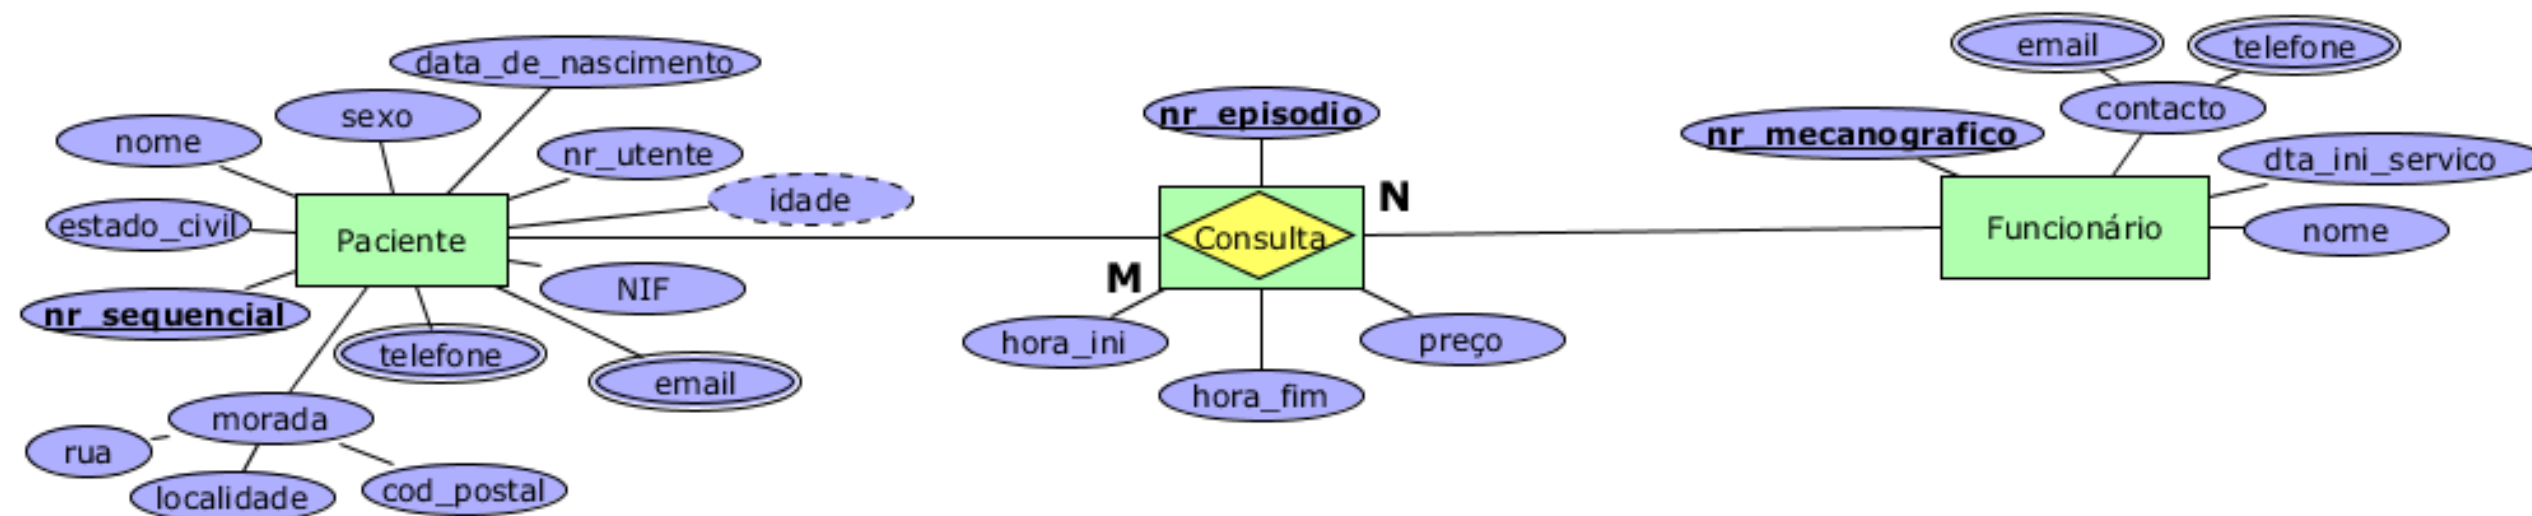 data_de_nascimento
sexo
nome
nr_utente
idade
estado_civil
Paciente
NIF
nr_sequencial
telefone
email
morada
rua
localidade
cod_postal
nr_episodio
N
Consulta
M
hora_ini
preço
hora_fim
email
telefone
contacto
nr_mecanografico
dta_ini_servico
Funcionário
nome